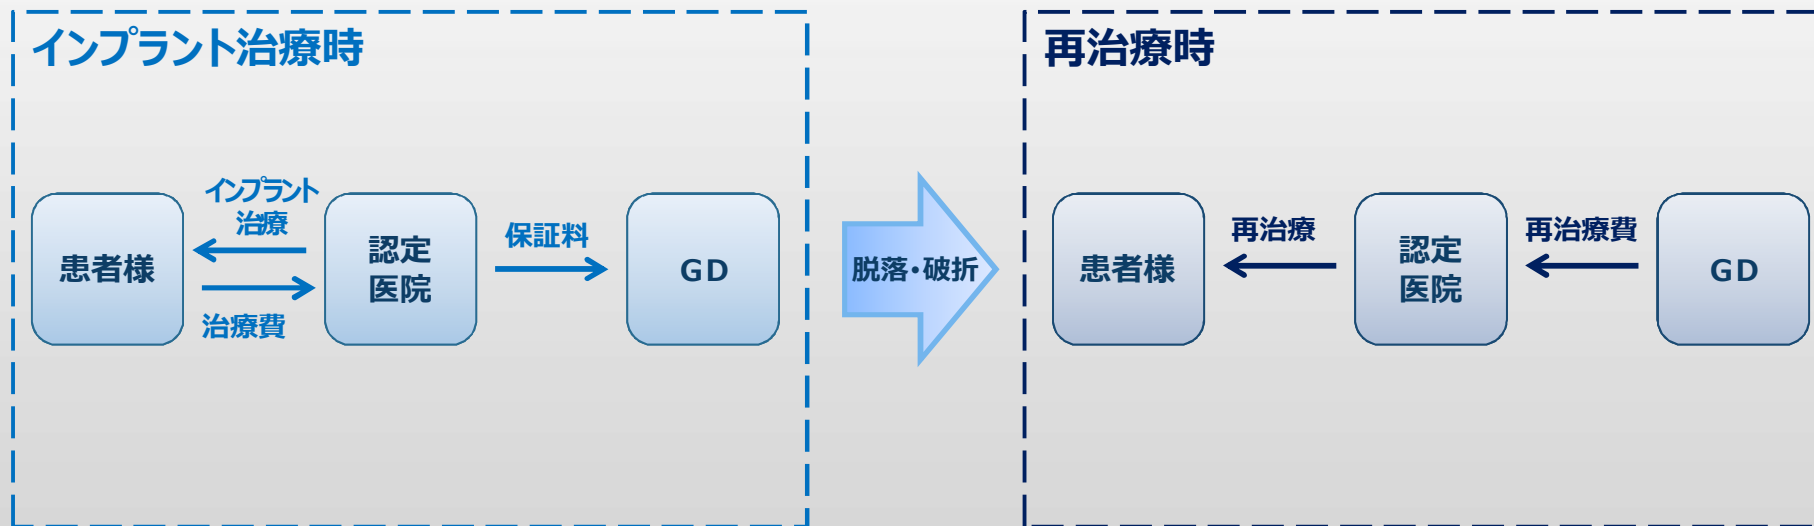 インプラント治療時
インプラント
治療
患者様
治療費
認定
医院
保証料
GD
脱落・破折
再治療時
患者様
再治療
認定
医院
再治療費
GD